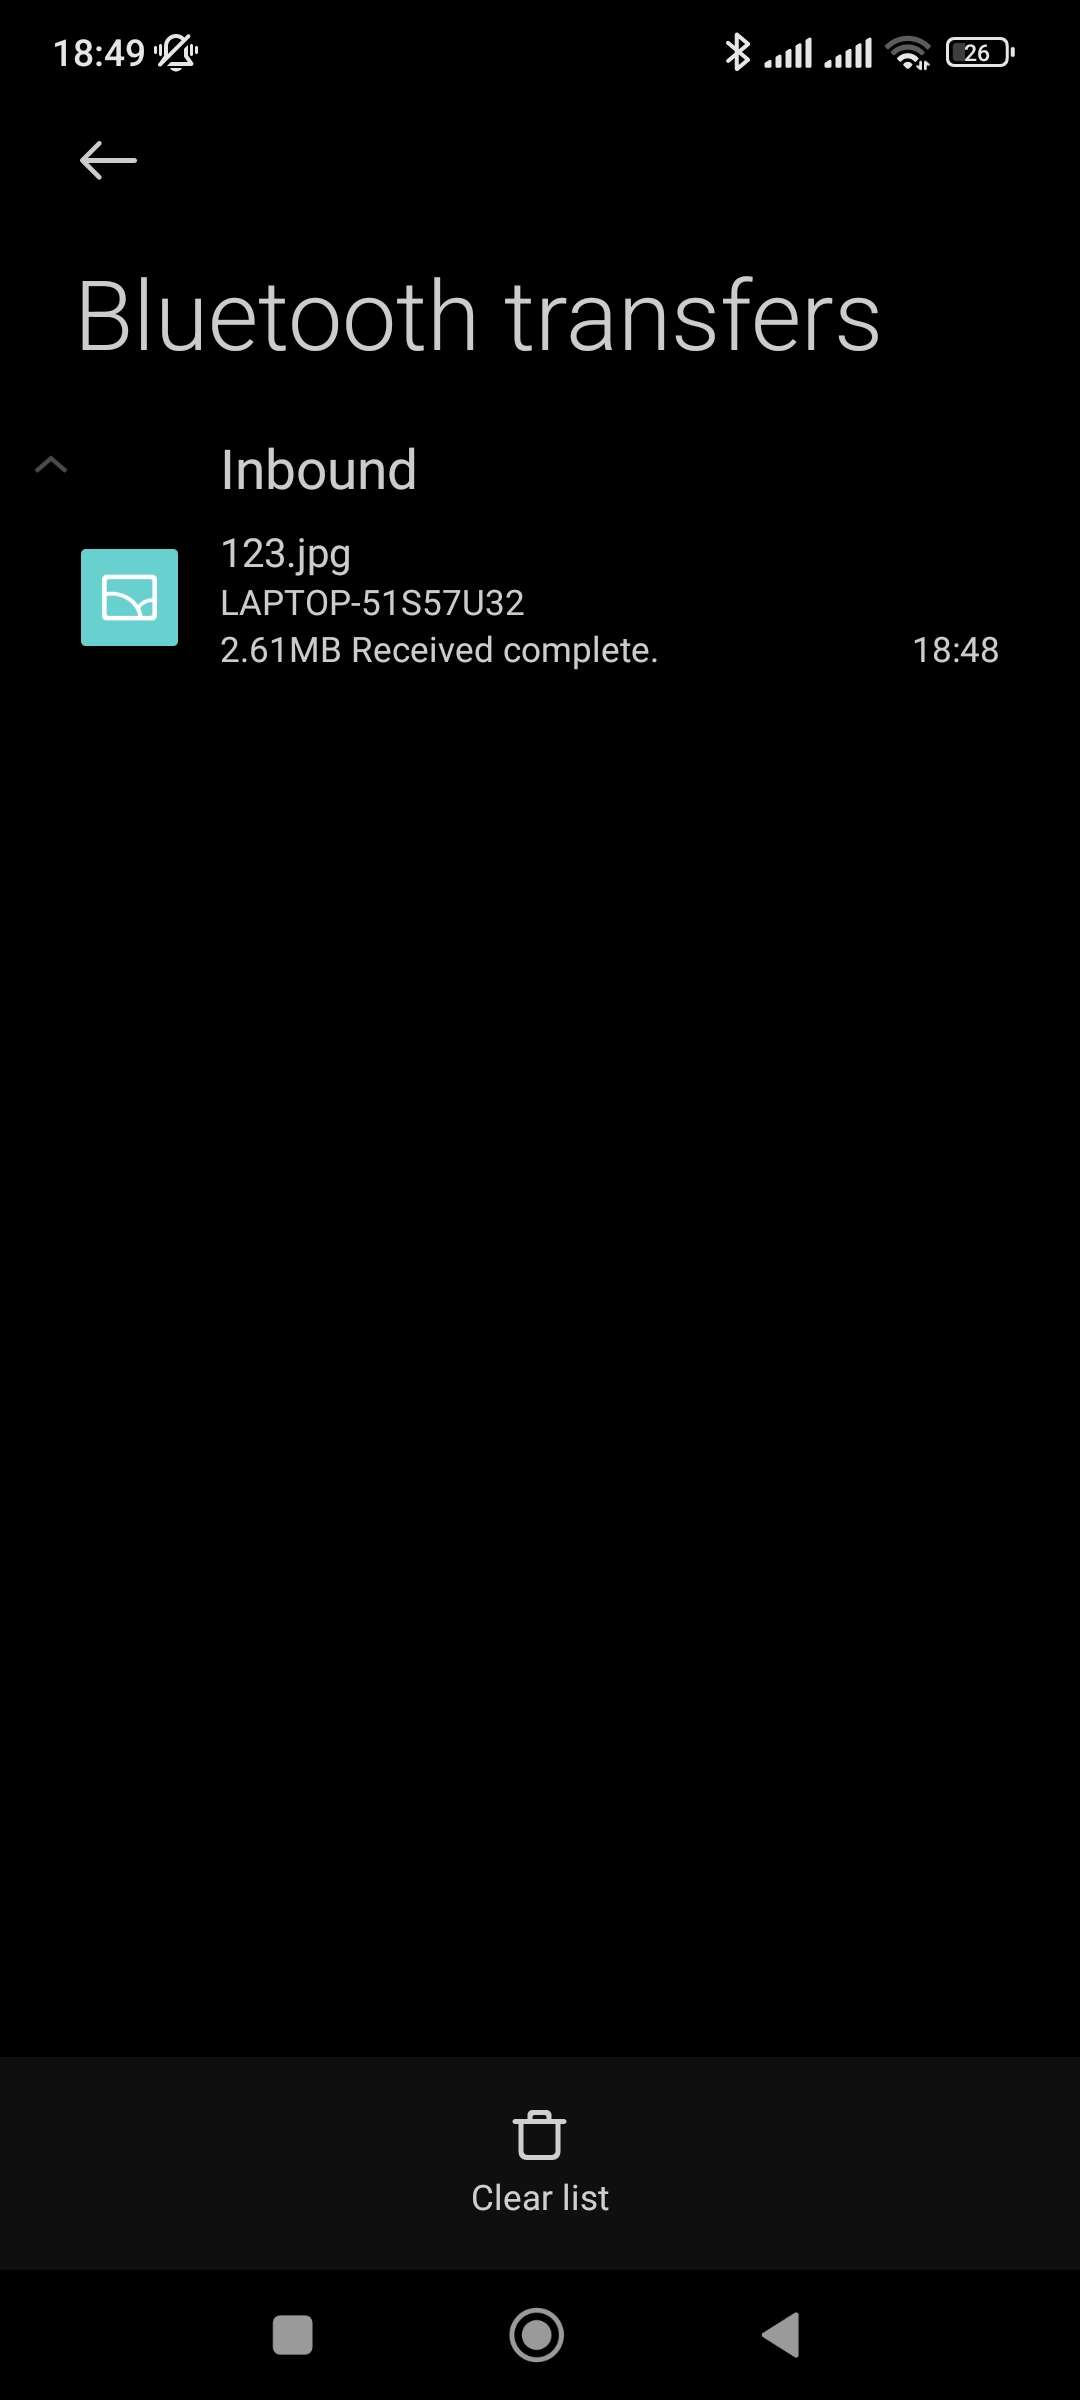 18:49
26
Bluetooth transfers
Inbound
123.jpg
LAPTOP-51S57U32
2.61MB Received complete. 18:48
Clear list